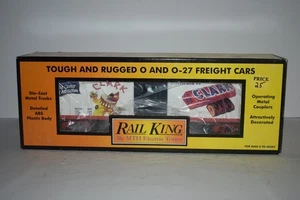 TOUGH AND RUGGED O AND O-27 FREIGHT CARS
PRICE
25
Die-Cast
Metal Trucks
Detailed
ABS
Plastic Body
CLARK
CLARK
Operating
Metal
Couplers
Attractively
Decorated
RAIL KING
By MTH Electric Trains